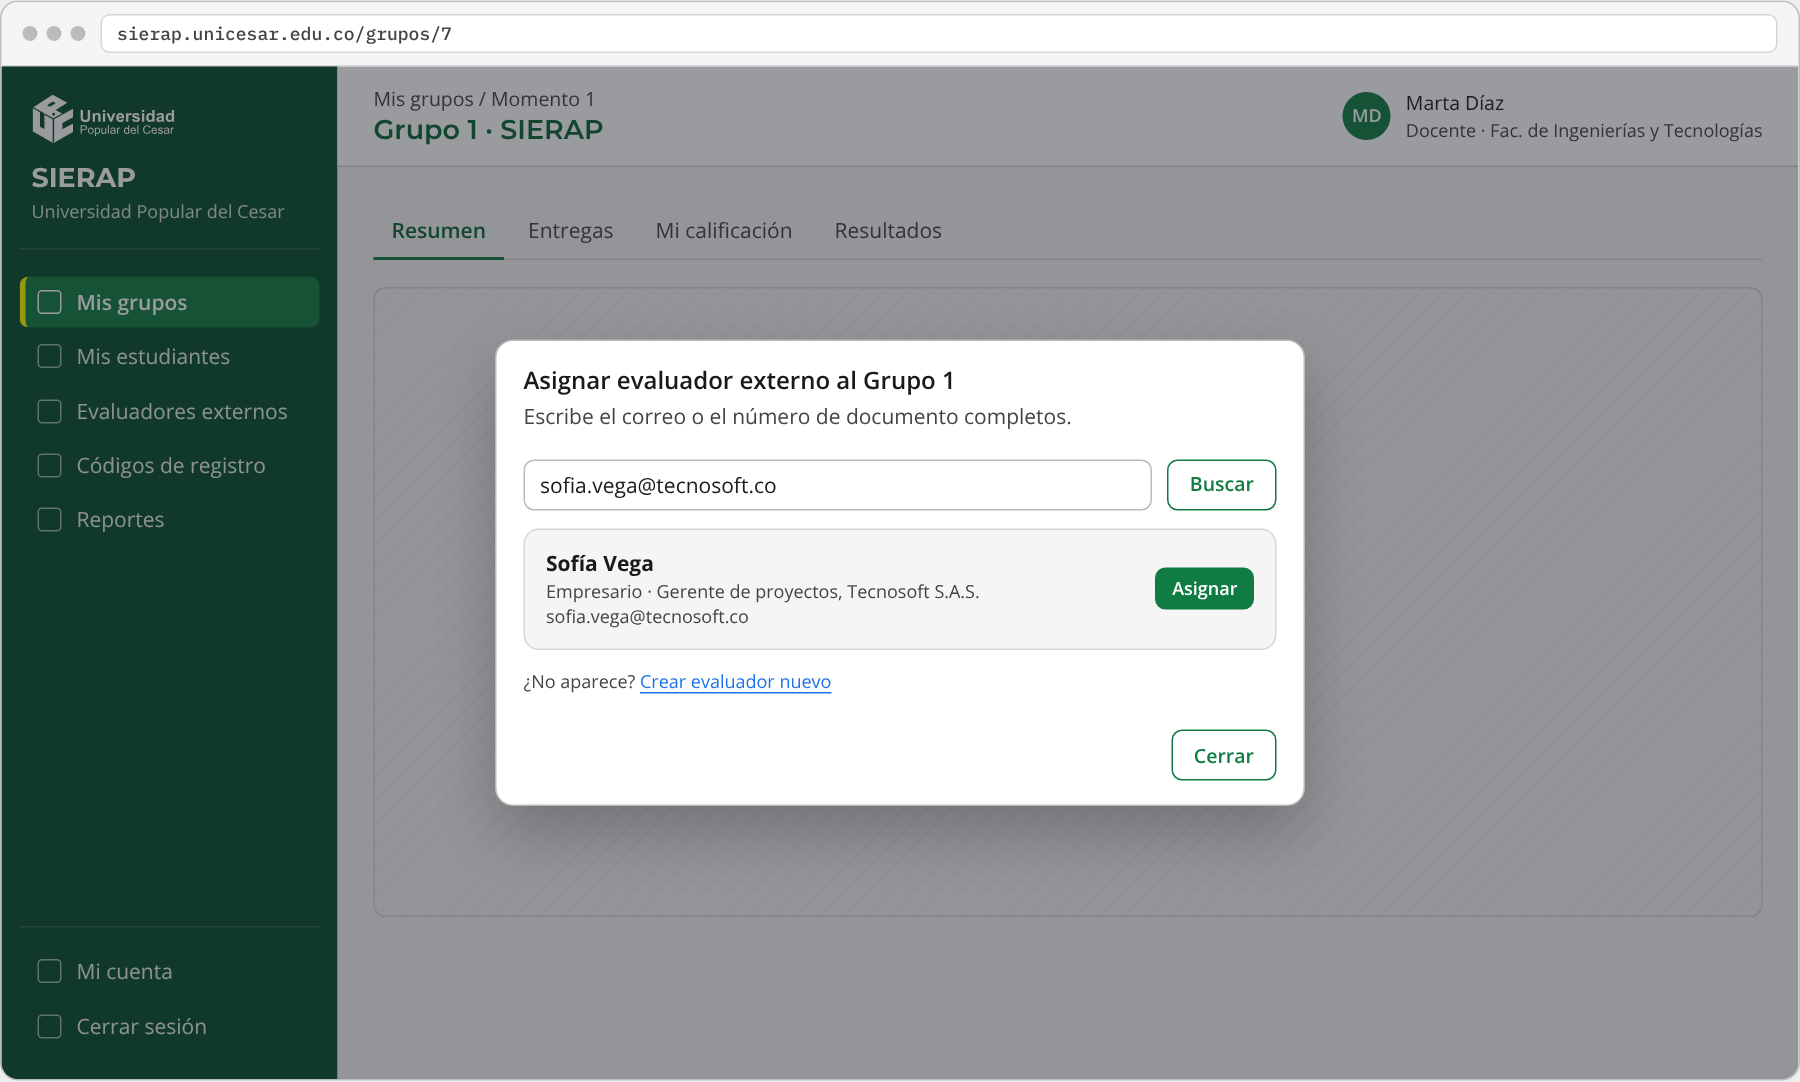 sierap.unicesar.edu.co/grupos/7
Universidad
Popular del Cesar
SIERAP
Universidad Popular del Cesar
Mis grupos
Mis estudiantes
Evaluadores externos
Códigos de registro
Reportes
Mi cuenta
Cerrar sesión
Mis grupos / Momento 1
Grupo 1 · SIERAP
MD
Marta Díaz
Docente · Fac. de Ingenierías y Tecnologías
Resumen
Entregas
Mi calificación
Resultados
Asignar evaluador externo al Grupo 1
Escribe el correo o el número de documento completos.
sofia.vega@tecnosoft.co
Buscar
Sofía Vega
Empresario · Gerente de proyectos, Tecnosoft S.A.S.
sofia.vega@tecnosoft.co
Asignar
¿No aparece? Crear evaluador nuevo
Cerrar